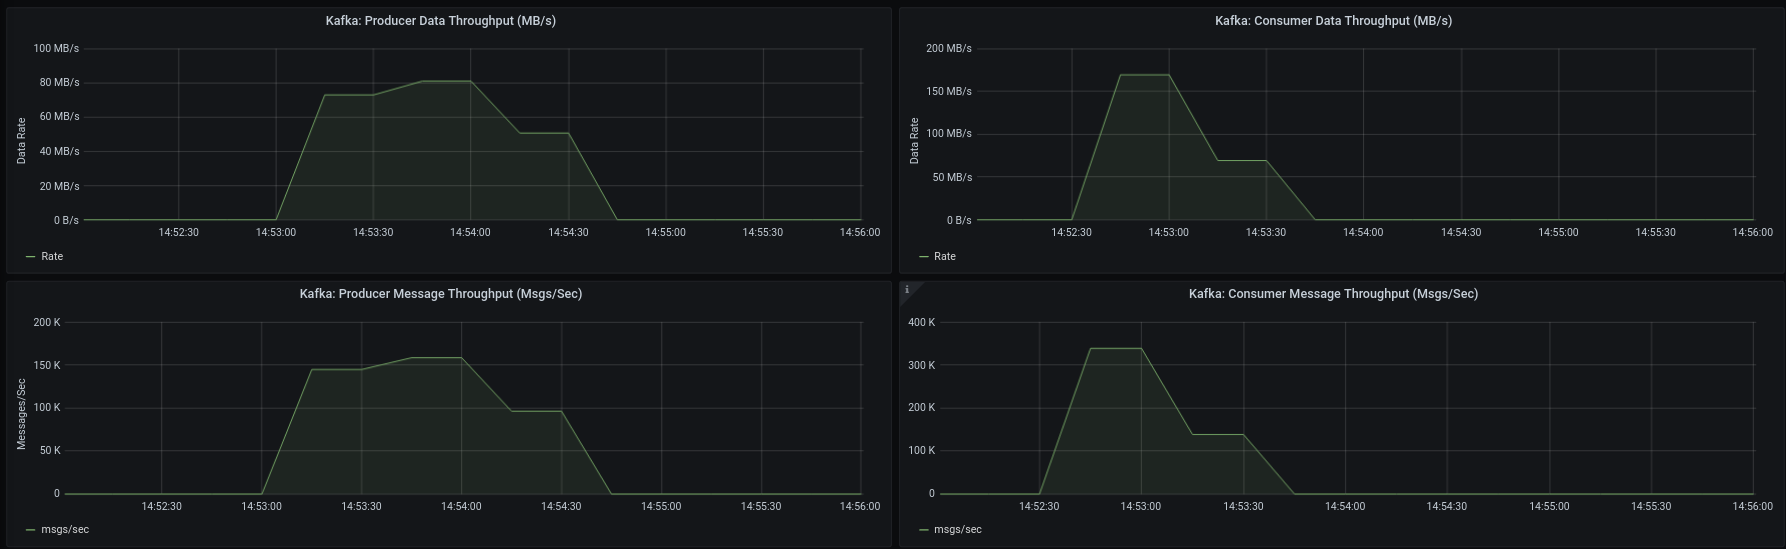 Kafka: Producer Data Throughput (MB/s)
100 MB/s
80 MB/s
60 MB/s
40 MB/s
20 MB/s
0 B/s
Data Rate
14:52:30 14:53:00 14:53:30 14:54:00 14:54:30 14:55:00 14:55:30 14:56:00
Rate
Kafka: Consumer Data Throughput (MB/s)
200 MB/s
150 MB/s
100 MB/s
50 MB/s
0 B/s
Data Rate
14:52:30 14:53:00 14:53:30 14:54:00 14:54:30 14:55:00 14:55:30 14:56:00
Rate
Kafka: Producer Message Throughput (Msgs/Sec)
200 K
150 K
100 K
50 K
0
Messages/Sec
14:52:30 14:53:00 14:53:30 14:54:00 14:54:30 14:55:00 14:55:30 14:56:00
msgs/sec
i
Kafka: Consumer Message Throughput (Msgs/Sec)
400 K
300 K
200 K
100 K
0
14:52:30 14:53:00 14:53:30 14:54:00 14:54:30 14:55:00 14:55:30 14:56:00
msgs/sec